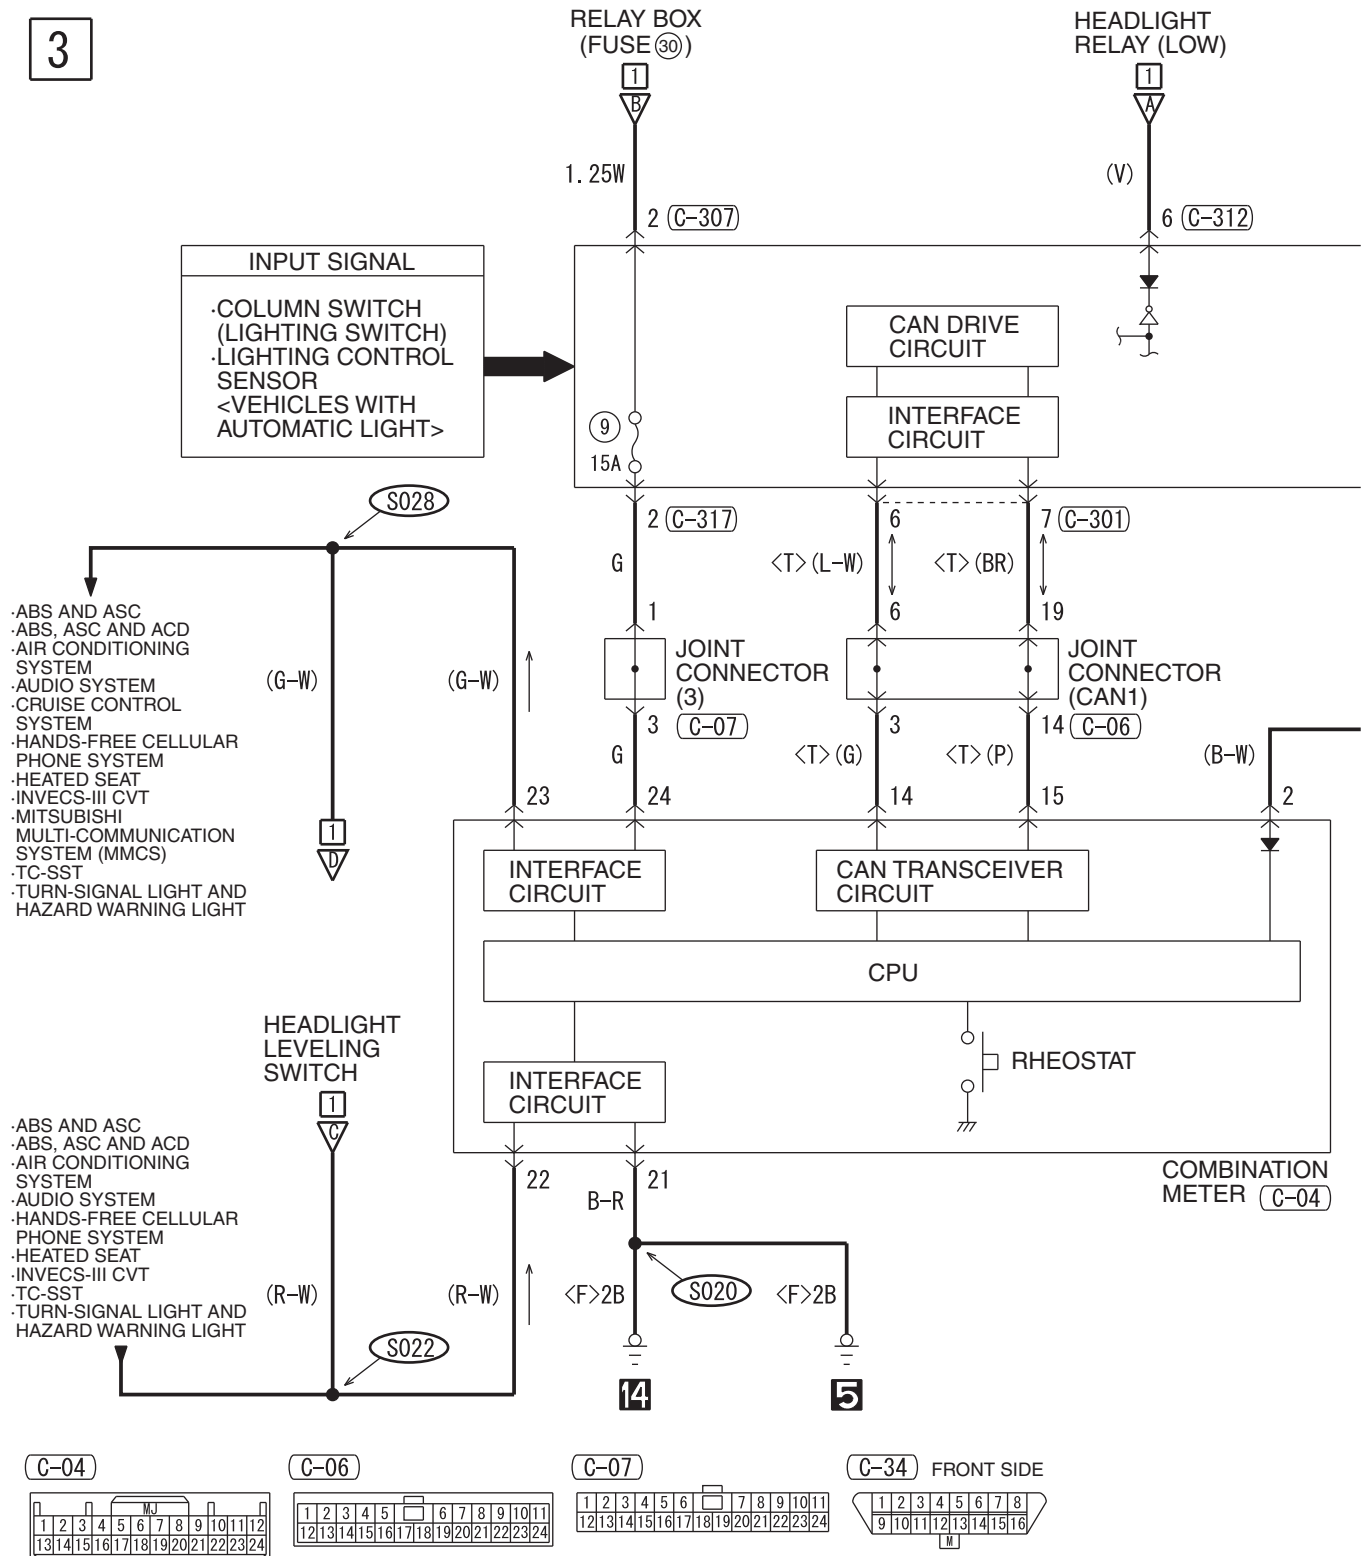 3
RELAY BOX
(FUSE 30)
1
B
HEADLIGHT
RELAY (LOW)
1
A
1.25W
(V)
2 (C-307)
6 (C-312)
INPUT SIGNAL
·COLUMN SWITCH
(LIGHTING SWITCH)
·LIGHTING CONTROL
SENSOR
<VEHICLES WITH
AUTOMATIC LIGHT>
CAN DRIVE
CIRCUIT
INTERFACE
CIRCUIT
9
15A
S028
2 (C-317)
6
7 (C-301)
G
<T>(L-W)
<T>(BR)
1
6
19
·ABS AND ASC
·ABS, ASC AND ACD
·AIR CONDITIONING
SYSTEM
·AUDIO SYSTEM
·CRUISE CONTROL
SYSTEM
·HANDS-FREE CELLULAR
PHONE SYSTEM
·HEATED SEAT
·INVECS-III CVT
·MITSUBISHI
MULTI-COMMUNICATION
SYSTEM (MMCS)
·TC-SST
·TURN-SIGNAL LIGHT AND
HAZARD WARNING LIGHT
(G-W)
(G-W)
JOINT
CONNECTOR
(3)
JOINT
CONNECTOR
(CAN1)
3 (C-07)
3
14 (C-06)
G
<T>(G)
<T>(P)
(B-W)
23
24
14
15
2
1
D
INTERFACE
CIRCUIT
CAN TRANSCEIVER
CIRCUIT
CPU
HEADLIGHT
LEVELING
SWITCH
1
C
RHEOSTAT
INTERFACE
CIRCUIT
·ABS AND ASC
·ABS, ASC AND ACD
·AIR CONDITIONING
SYSTEM
·AUDIO SYSTEM
·HANDS-FREE CELLULAR
PHONE SYSTEM
·HEATED SEAT
·INVECS-III CVT
·TC-SST
·TURN-SIGNAL LIGHT AND
HAZARD WARNING LIGHT
22
21
COMBINATION
METER (C-04)
B-R
(R-W)
(R-W)
<F>2B
S020
<F>2B
S022
14
5
C-04
C-06
C-07
C-34 FRONT SIDE
MJ
1 2 3 4 5 6 7 8 9 10 11 12
13 14 15 16 17 18 19 20 21 22 23 24
1 2 3 4 5 6 7 8 9 10 11
12 13 14 15 16 17 18 19 20 21 22 23 24
1 2 3 4 5 6 7 8 9 10 11
12 13 14 15 16 17 18 19 20 21 22 23 24
1 2 3 4 5 6 7 8
9 10 11 12 13 14 15 16
M